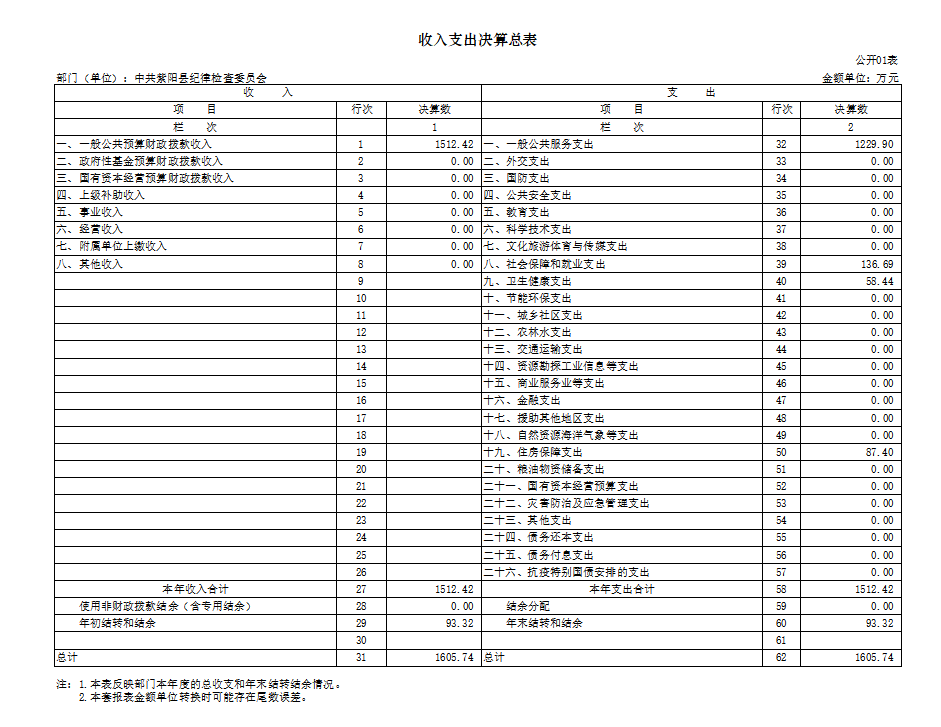 收入支出决算总表
公开01表
部门（单位）：中共紫阳县纪律检查委员会 金额单位：万元
收 入 支 出
项 目 行次 决算数 项 目 行次 决算数
栏 次 1 栏 次 2
一、一般公共预算财政拨款收入 1 1512.42 一、一般公共服务支出 32 1229.90
二、政府性基金预算财政拨款收入 2 0.00 二、外交支出 33 0.00
三、国有资本经营预算财政拨款收入 3 0.00 三、国防支出 34 0.00
四、上级补助收入 4 0.00 四、公共安全支出 35 0.00
五、事业收入 5 0.00 五、教育支出 36 0.00
六、经营收入 6 0.00 六、科学技术支出 37 0.00
七、附属单位上缴收入 7 0.00 七、文化旅游体育与传媒支出 38 0.00
八、其他收入 8 0.00 八、社会保障和就业支出 39 136.69
9 九、卫生健康支出 40 58.44
10 十、节能环保支出 41 0.00
11 十一、城乡社区支出 42 0.00
12 十二、农林水支出 43 0.00
13 十三、交通运输支出 44 0.00
14 十四、资源勘探工业信息等支出 45 0.00
15 十五、商业服务业等支出 46 0.00
16 十六、金融支出 47 0.00
17 十七、援助其他地区支出 48 0.00
18 十八、自然资源海洋气象等支出 49 0.00
19 十九、住房保障支出 50 87.40
20 二十、粮油物资储备支出 51 0.00
21 二十一、国有资本经营预算支出 52 0.00
22 二十二、灾害防治及应急管理支出 53 0.00
23 二十三、其他支出 54 0.00
24 二十四、债务还本支出 55 0.00
25 二十五、债务付息支出 56 0.00
26 二十六、抗疫特别国债安排的支出 57 0.00
本年收入合计 27 1512.42 本年支出合计 58 1512.42
使用非财政拨款结余（含专用结余） 28 0.00 结余分配 59 0.00
年初结转和结余 29 93.32 年末结转和结余 60 93.32
30 61
总计 31 1605.74 总计 62 1605.74
注：1.本表反映部门本年度的总收支和年末结转结余情况。
2.本套报表金额单位转换时可能存在尾数误差。